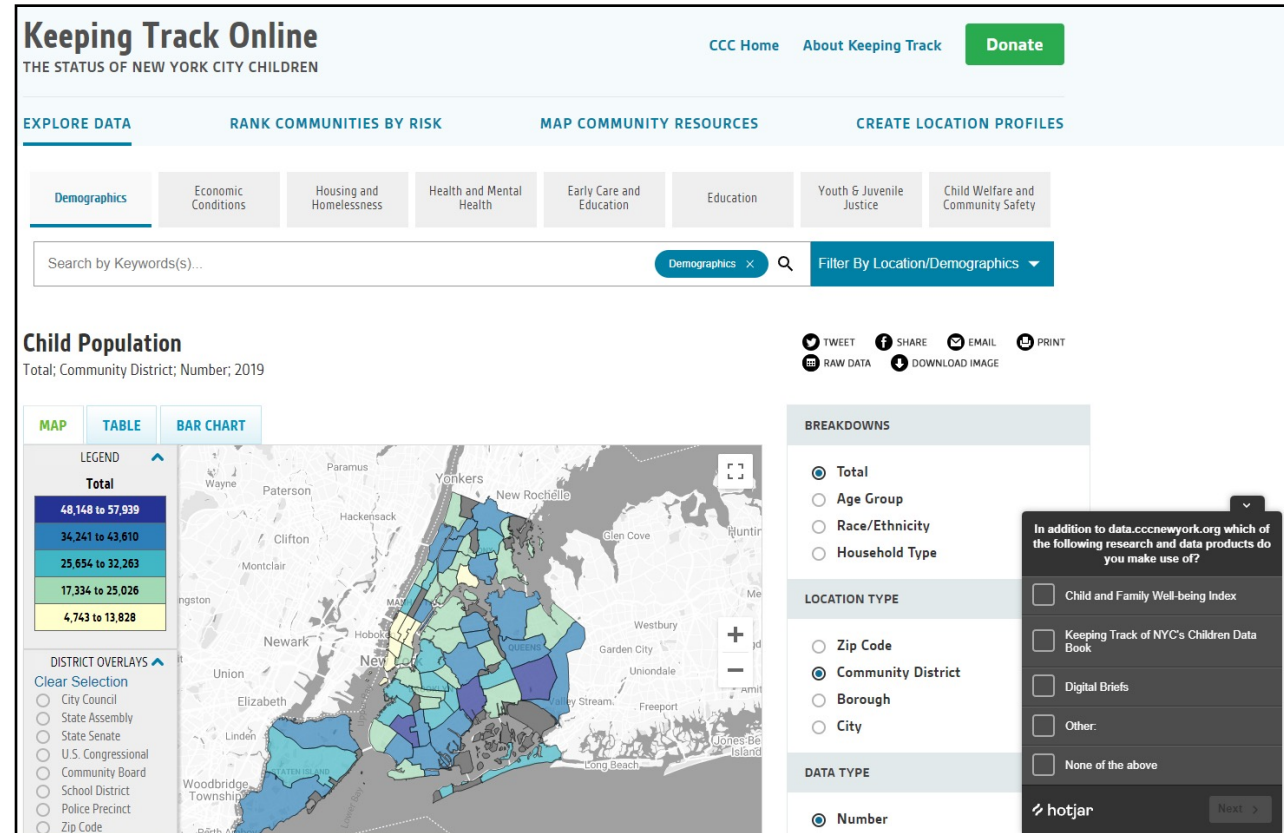 Keeping Track Online
THE STATUS OF NEW YORK CITY CHILDREN
CCC Home
About Keeping Track
Donate
EXPLORE DATA
RANK COMMUNITIES BY RISK
MAP COMMUNITY RESOURCES
CREATE LOCATION PROFILES
Demographics
Economic
Conditions
Housing and
Homelessness
Health and Mental
Health
Early Care and
Education
Education
Youth & Juvenile
Justice
Child Welfare and
Community Safety
Search by Keywords(s)...
Demographics ×
Filter By Location/Demographics
Child Population
Total; Community District; Number; 2019
TWEET
SHARE
EMAIL
PRINT
RAW DATA
DOWNLOAD IMAGE
MAP
TABLE
BAR CHART
LEGEND
Total
48,148 to 57,939
34,241 to 43,610
25,654 to 32,263
17,334 to 25,026
4,743 to 13,828
DISTRICT OVERLAYS
Clear Selection
City Council
State Assembly
State Senate
U.S. Congressional
Community Board
School District
Police Precinct
Zip Code
Wayne
Paramus
Paterson
Yonkers
New Rochelle
Hackensack
Clifton
Glen Cove
Montclair
Westbury
Newark
Garden City
QUEENS
Union
Uniondale
Elizabeth
Valley Stream
Freeport
Linden
Long Beach
STATEN ISLAND
Woodbridge
Township
BREAKDOWNS
Total
Age Group
Race/Ethnicity
Household Type
LOCATION TYPE
Zip Code
Community District
Borough
City
DATA TYPE
Number
In addition to data.cccnewyork.org which of
the following research and data products do
you make use of?
Child and Family Well-being Index
Keeping Track of NYC's Children Data
Book
Digital Briefs
Other:
None of the above
hotjar
Next >